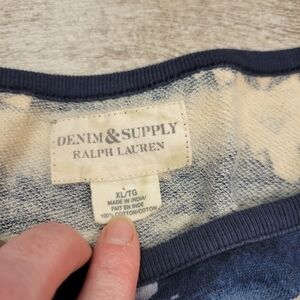 DENIM & SUPPLY
RALPH LAUREN
XL/TG
MADE IN INDIA/
FAIT EN INDE
100% COTTON/COTON